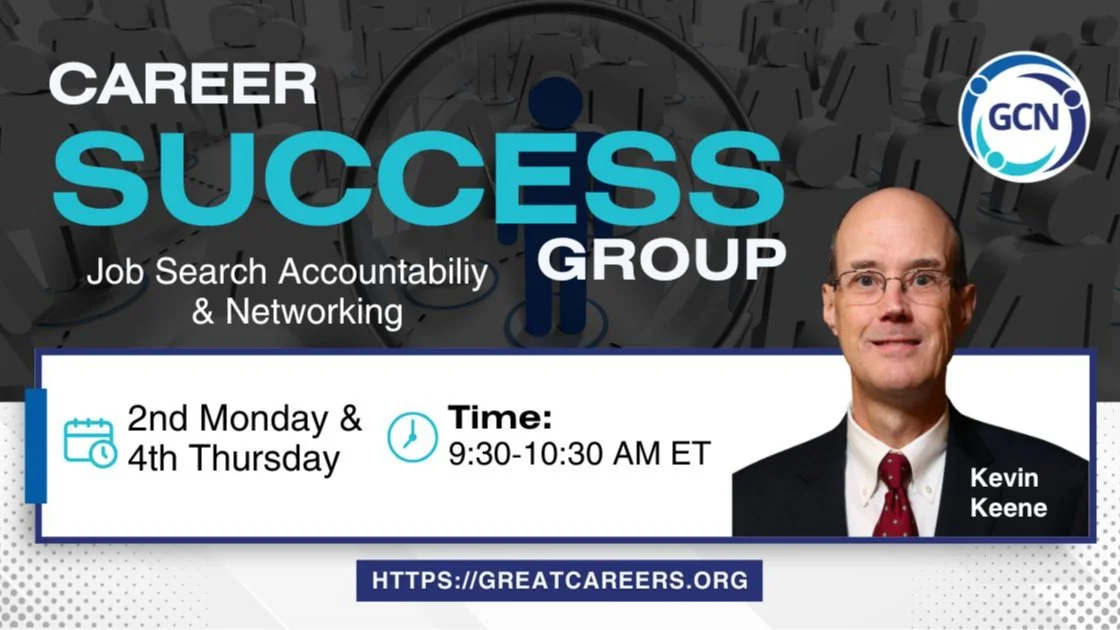 CAREER
SUCCESS
GROUP
Job Search Accountabiliy
& Networking
GCN
2nd Monday &
4th Thursday
Time:
9:30-10:30 AM ET
Kevin
Keene
HTTPS://GREATCAREERS.ORG